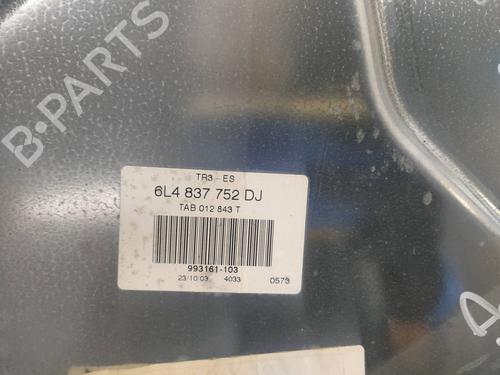 TR3 - ES
6L4 837 752 DJ
TAB 012 843 T
993161-103
23/10/03 4033 0573
B-PARTS